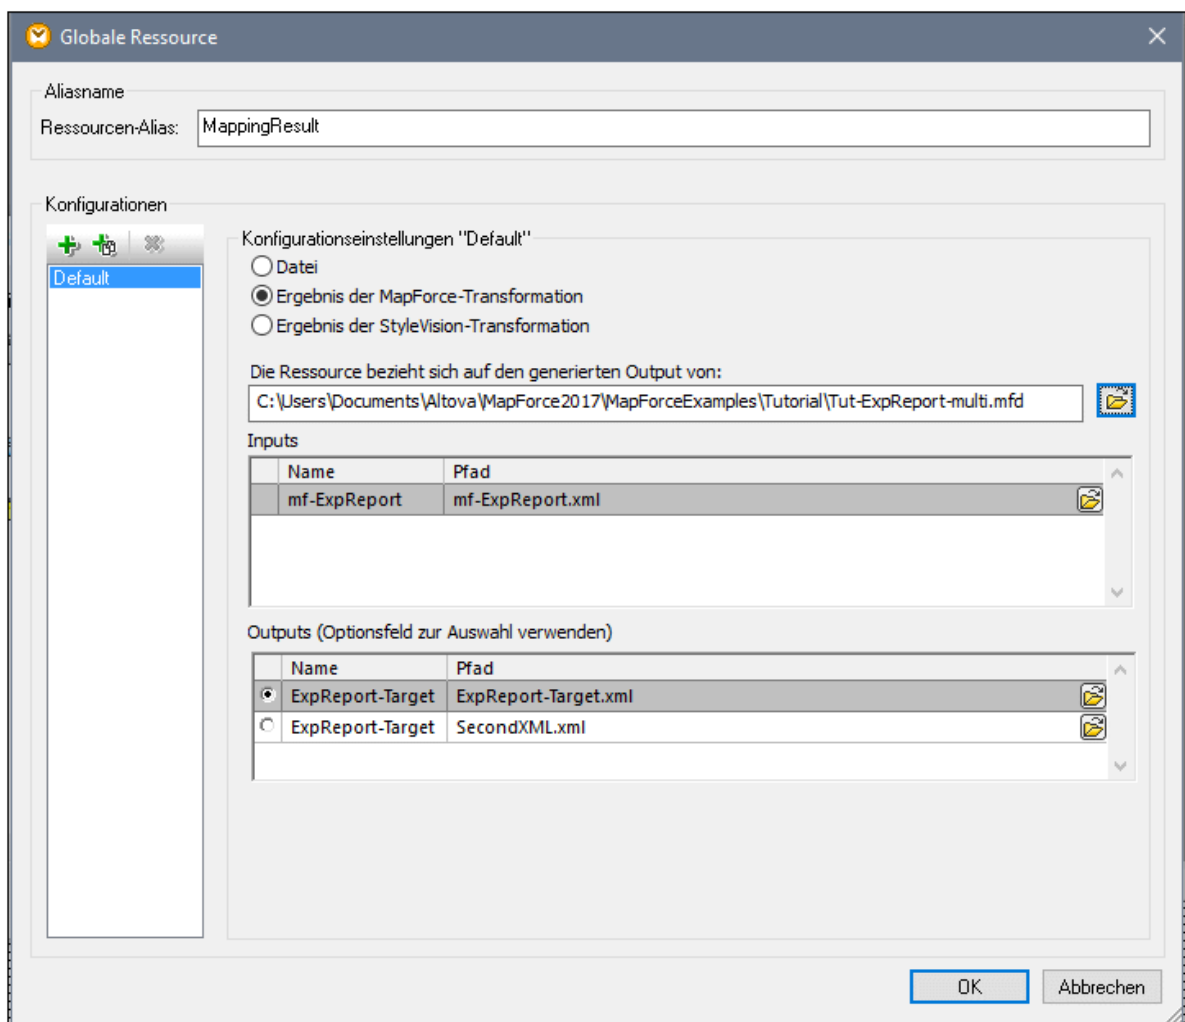 Globale Ressource
Aliasname
Ressourcen-Alias: MappingResult
Konfigurationen
Default
Konfigurationseinstellungen "Default"
Datei
Ergebnis der MapForce-Transformation
Ergebnis der StyleVision-Transformation
Die Ressource bezieht sich auf den generierten Output von:
C:\Users\Documents\Altova\MapForce2017\MapForceExamples\Tutorial\Tut-ExpReport-multi.mfd
Inputs
Name Pfad
mf-ExpReport mf-ExpReport.xml
Outputs (Optionsfeld zur Auswahl verwenden)
Name Pfad
ExpReport-Target ExpReport-Target.xml
ExpReport-Target SecondXML.xml
OK Abbrechen